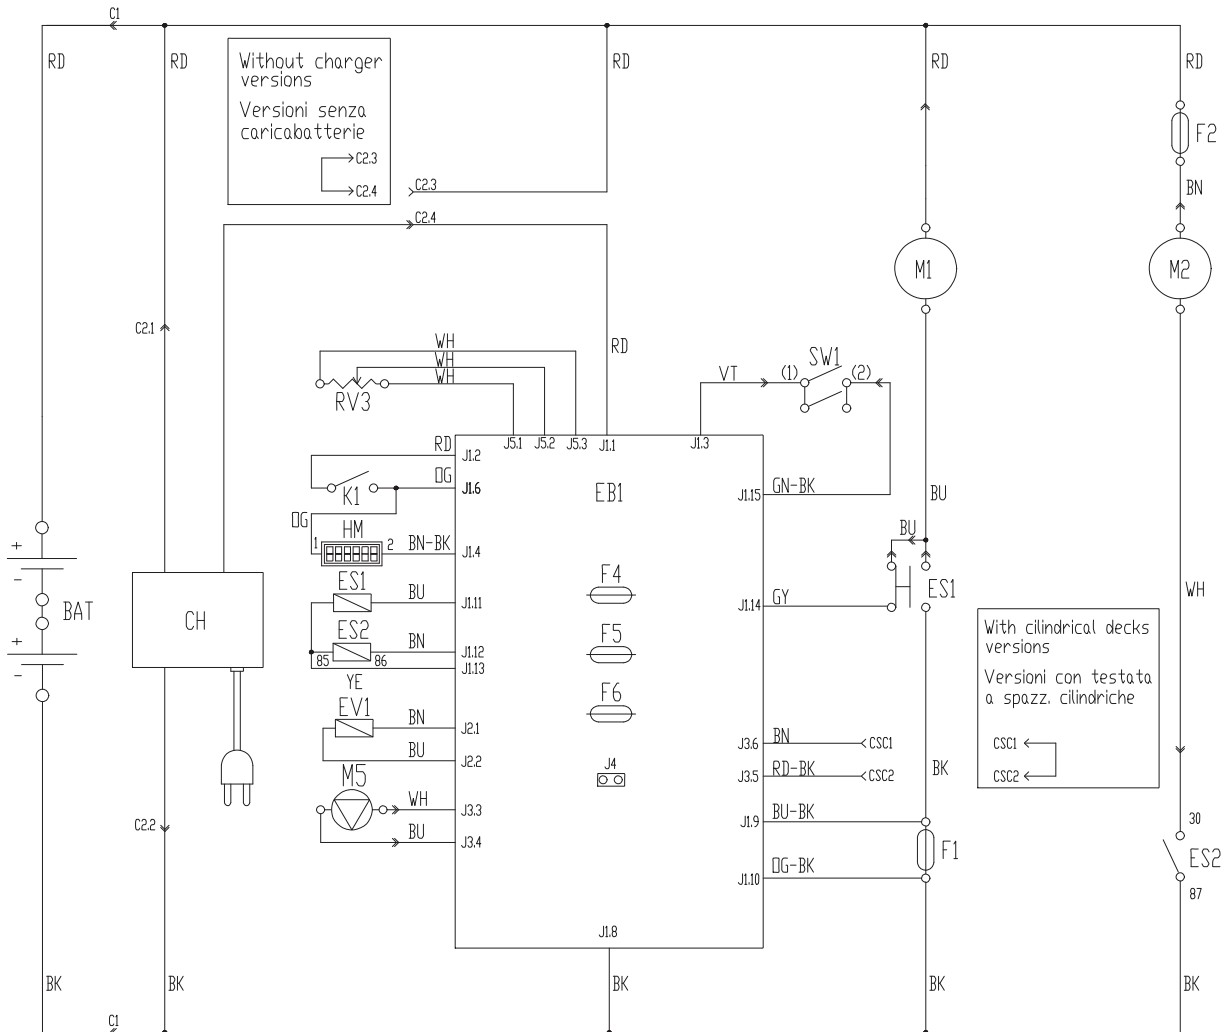 C1
RD
RD
Without charger
versions
Versioni senza
caricabatterie
C2.3
C2.4
RD
RD
RD
C2.3
C2.4
F2
BN
M1
M2
C2.1
WH
WH
WH
RV3
RD
SW1
VT
(1)
(2)
J5.1
J5.2
J5.3
J1.1
J1.3
RD
J1.2
OG
J1.6
K1
EB1
GN-BK
J1.15
BU
OG
HM
1
2
BN-BK
J1.4
BU
+
-
BAT
+
-
CH
ES1
BU
J1.11
F4
GY
J1.14
ES1
WH
ES2
BN
J1.12
85
86
J1.13
F5
YE
EV1
BN
J2.1
F6
BU
J2.2
With cilindrical decks
versions
Versioni con testata
a spazz. cilindriche
CSC1
CSC2
J3.6
BN
CSC1
J3.5
RD-BK
CSC2
BK
J4
M5
WH
J3.3
BU
J3.4
C2.2
BU-BK
J1.9
F1
OG-BK
J1.10
30
ES2
87
J1.8
BK
BK
BK
BK
BK
C1